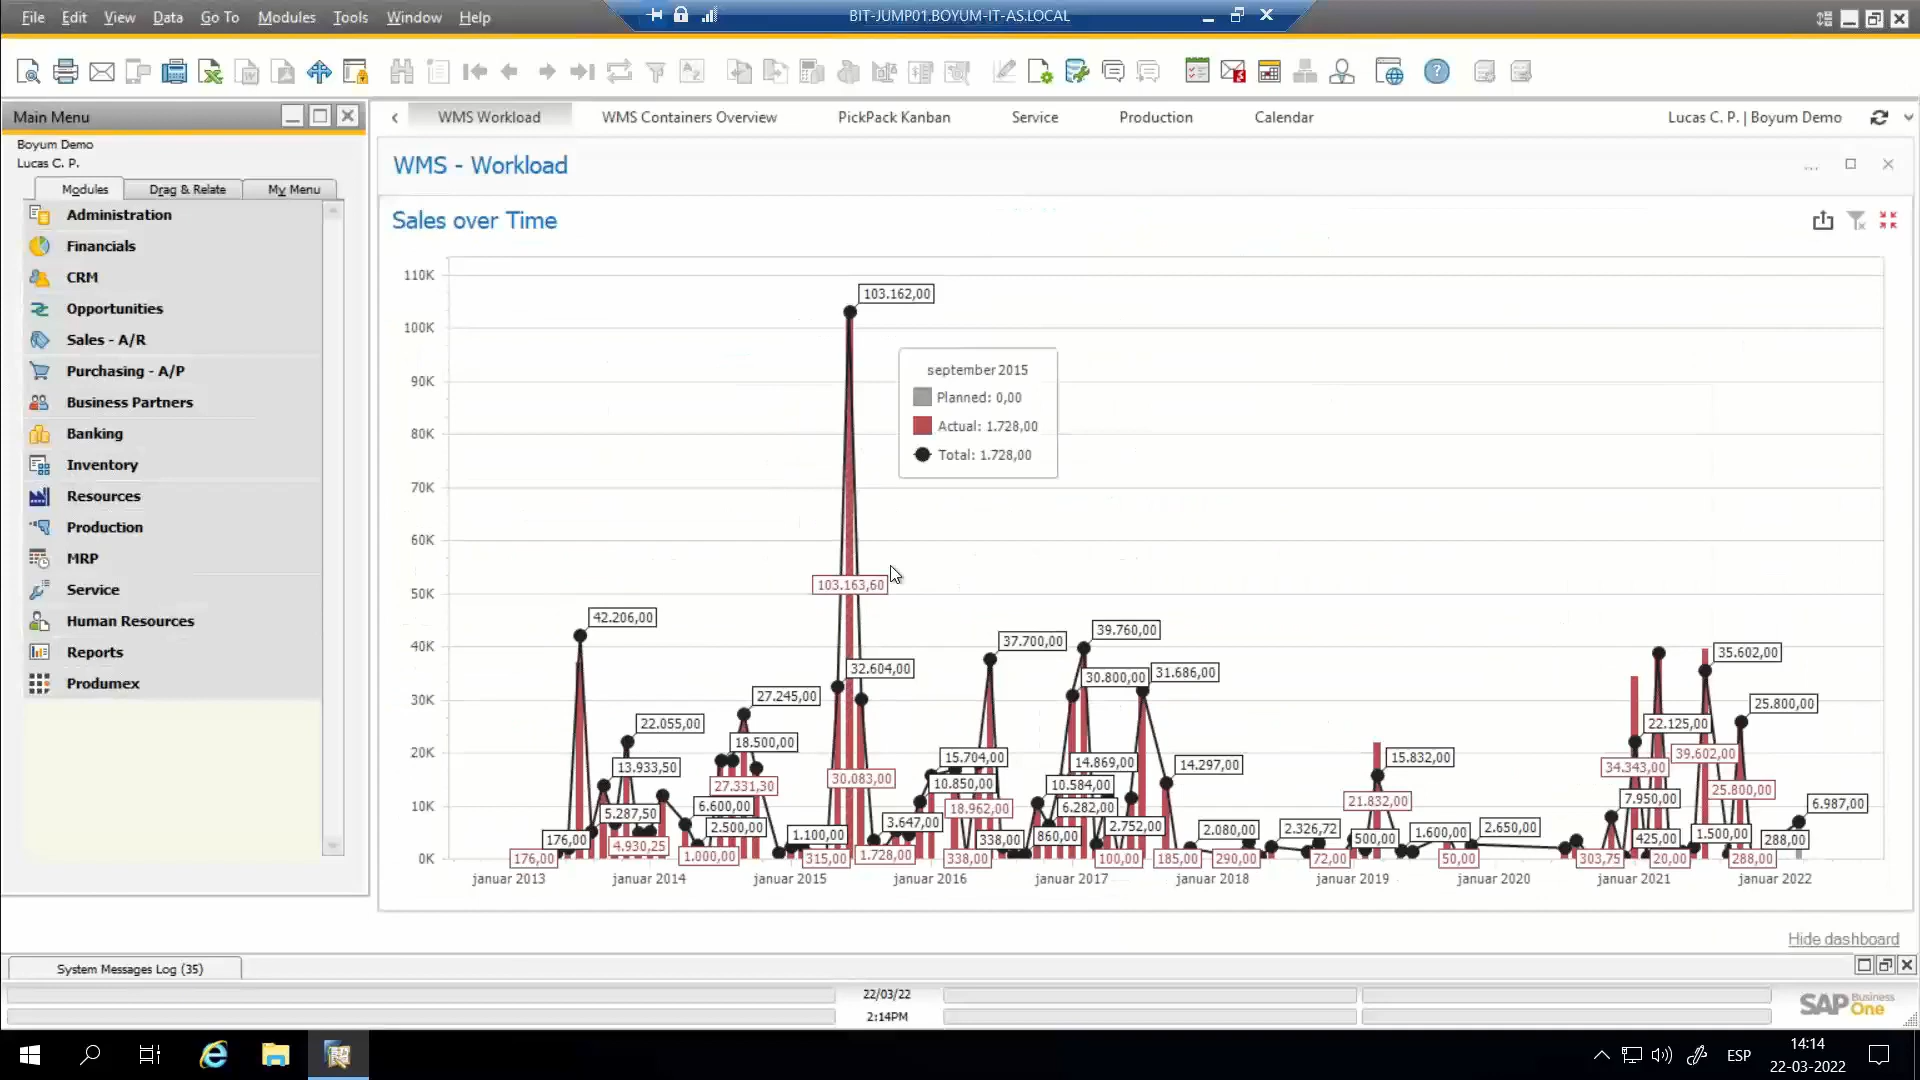 File Edit View Data Go To Modules Tools Window Help
BIT-JUMP01.BOYUM-IT-AS.LOCAL
Main Menu
Boyum Demo
Lucas C. P.
Modules Drag & Relate My Menu
Administration
Financials
CRM
Opportunities
Sales - A/R
Purchasing - A/P
Business Partners
Banking
Inventory
Resources
Production
MRP
Service
Human Resources
Reports
Produmex
WMS Workload WMS Containers Overview PickPack Kanban Service Production Calendar Lucas C. P. | Boyum Demo
WMS - Workload
Sales over Time
110K
100K
90K
80K
70K
60K
50K
40K
30K
20K
10K
0K
103.162,00
september 2015
Planned: 0,00
Actual: 1.728,00
Total: 1.728,00
103.163,60
42.206,00
39.760,00
37.700,00
35.602,00
32.604,00
31.686,00
30.800,00
27.245,00
25.800,00
22.055,00
22.125,00
18.500,00
39.602,00
15.704,00
15.832,00
14.869,00
14.297,00
13.933,50
34.343,00
27.331,30
30.083,00
10.850,00
10.584,00
25.800,00
21.832,00
7.950,00
6.987,00
5.287,50
6.600,00
18.962,00
6.282,00
3.647,00
2.500,00
2.752,00
2.080,00
2.326,72
2.650,00
1.100,00
860,00
1.600,00
1.500,00
176,00
338,00
500,00
425,00
288,00
4.930,25
176,00
1.000,00
315,00
1.728,00
338,00
100,00
185,00
290,00
72,00
50,00
303,75
20,00
288,00
januar 2013 januar 2014 januar 2015 januar 2016 januar 2017 januar 2018 januar 2019 januar 2020 januar 2021 januar 2022
Hide dashboard
System Messages Log (35)
22/03/22
2:14PM
SAP Business One
ESP
14:14
22-03-2022